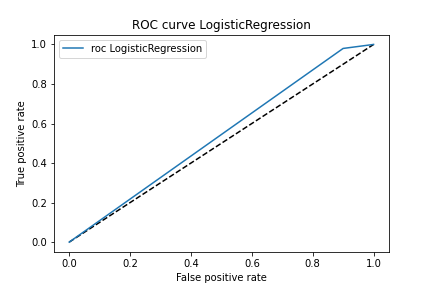 ROC curve LogisticRegression
roc LogisticRegression
True positive rate
1.0
0.8
0.6
0.4
0.2
0.0
0.0 0.2 0.4 0.6 0.8 1.0
False positive rate